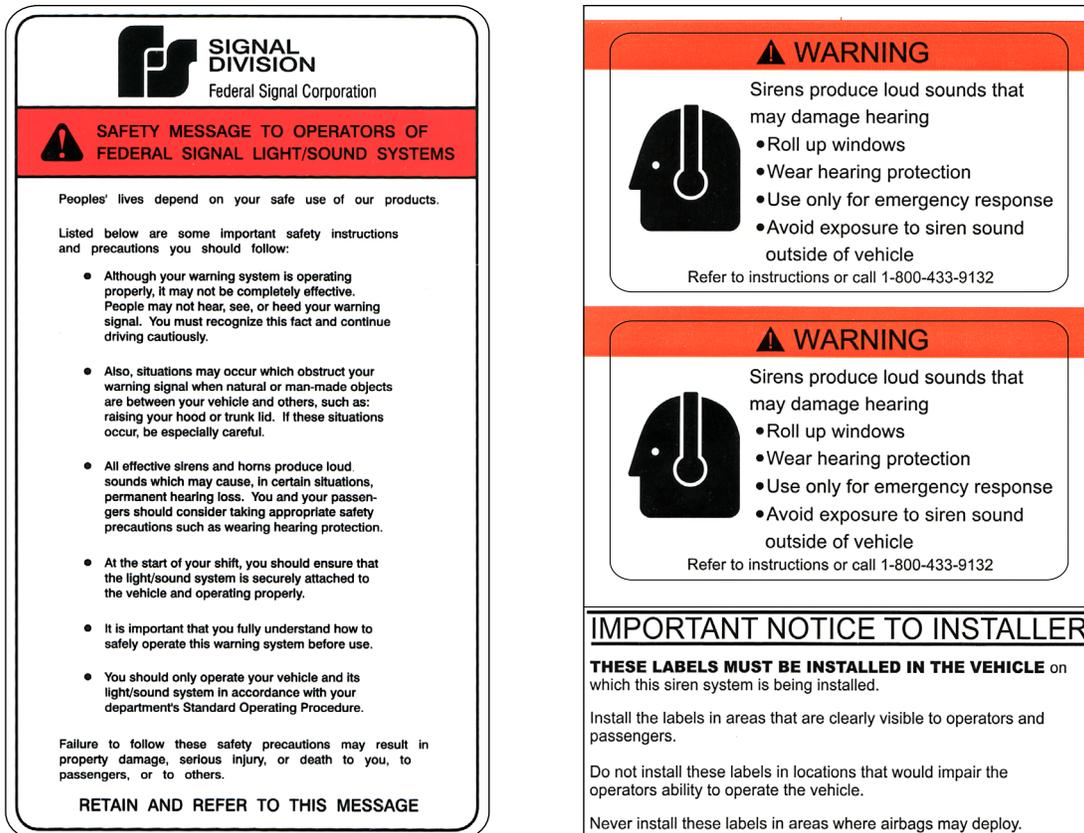 SIGNAL
DIVISION
Federal Signal Corporation
SAFETY MESSAGE TO OPERATORS OF
FEDERAL SIGNAL LIGHT/SOUND SYSTEMS
Peoples' lives depend on your safe use of our products.
Listed below are some important safety instructions
and precautions you should follow:
● Although your warning system is operating
properly, it may not be completely effective.
People may not hear, see, or heed your warning
signal. You must recognize this fact and continue
driving cautiously.
● Also, situations may occur which obstruct your
warning signal when natural or man-made objects
are between your vehicle and others, such as:
raising your hood or trunk lid. If these situations
occur, be especially careful.
● All effective sirens and horns produce loud
sounds which may cause, in certain situations,
permanent hearing loss. You and your passen-
gers should consider taking appropriate safety
precautions such as wearing hearing protection.
● At the start of your shift, you should ensure that
the light/sound system is securely attached to
the vehicle and operating properly.
● It is important that you fully understand how to
safely operate this warning system before use.
● You should only operate your vehicle and its
light/sound system in accordance with your
department's Standard Operating Procedure.
Failure to follow these safety precautions may result in
property damage, serious injury, or death to you, to
passengers, or to others.
RETAIN AND REFER TO THIS MESSAGE
WARNING
Sirens produce loud sounds that
may damage hearing
●Roll up windows
●Wear hearing protection
●Use only for emergency response
●Avoid exposure to siren sound
outside of vehicle
Refer to instructions or call 1-800-433-9132
WARNING
Sirens produce loud sounds that
may damage hearing
●Roll up windows
●Wear hearing protection
●Use only for emergency response
●Avoid exposure to siren sound
outside of vehicle
Refer to instructions or call 1-800-433-9132
IMPORTANT NOTICE TO INSTALLER
THESE LABELS MUST BE INSTALLED IN THE VEHICLE on
which this siren system is being installed.
Install the labels in areas that are clearly visible to operators and
passengers.
Do not install these labels in locations that would impair the
operators ability to operate the vehicle.
Never install these labels in areas where airbags may deploy.